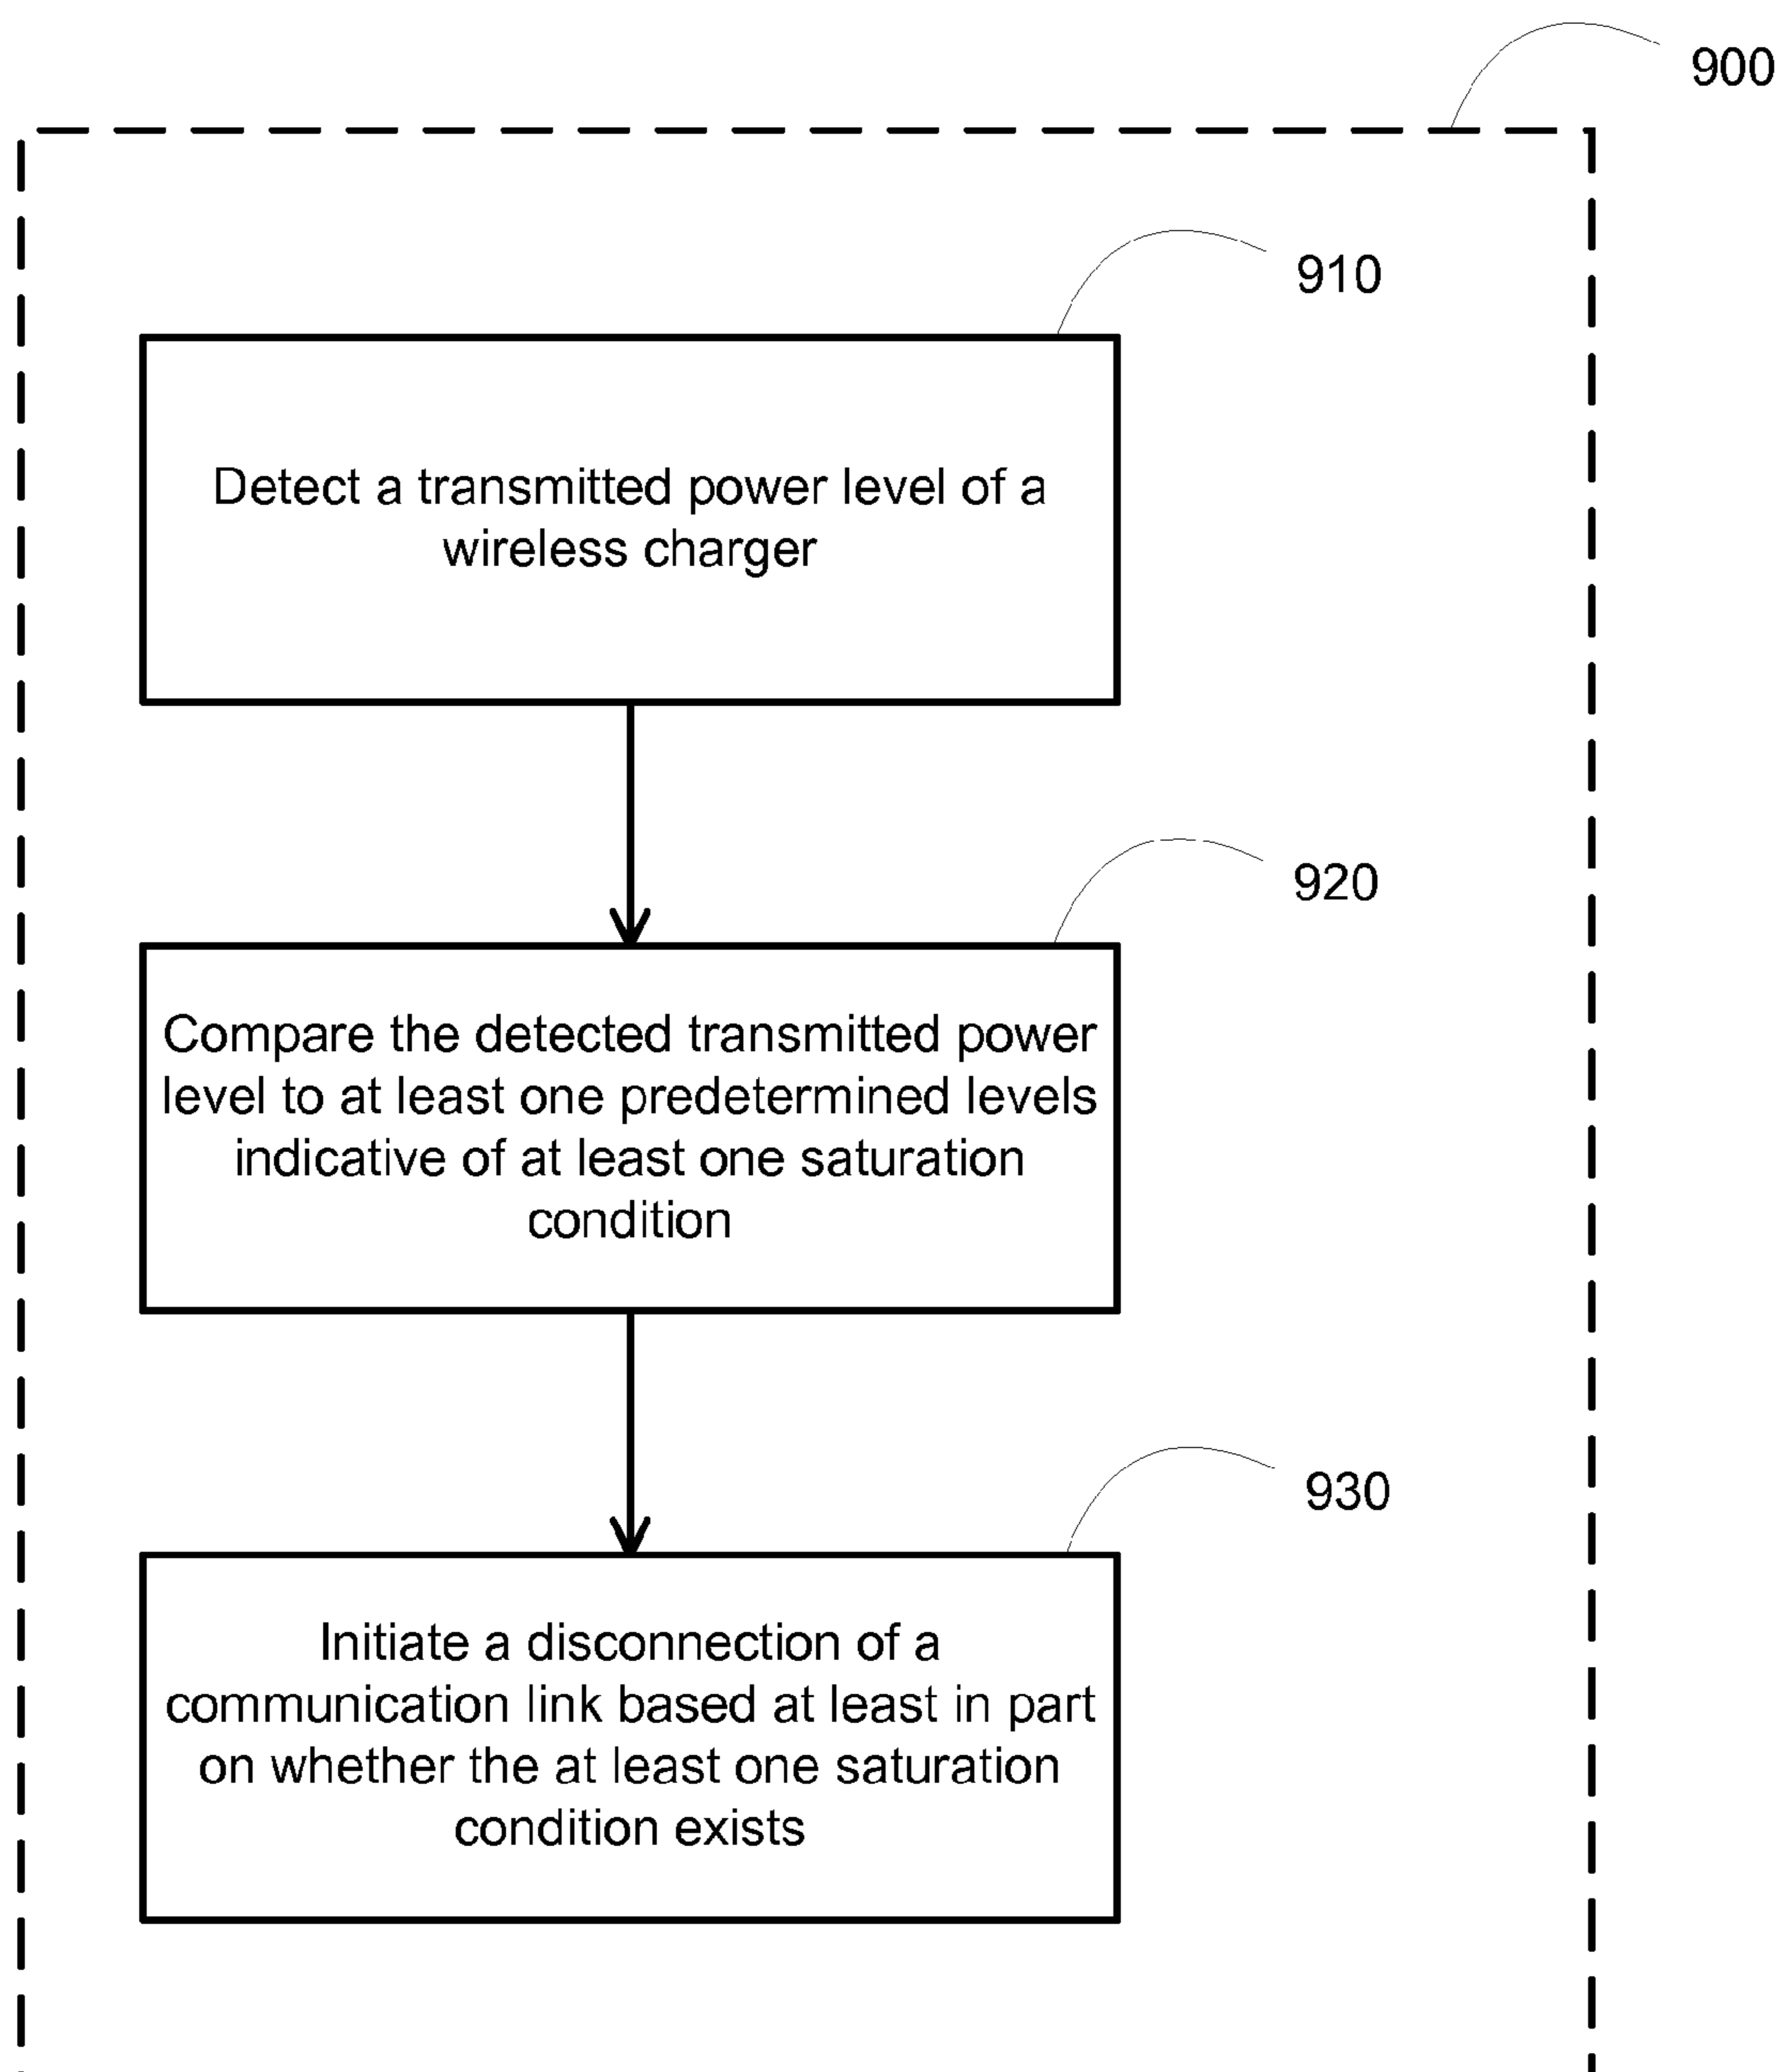 900
910
Detect a transmitted power level of a
wireless charger
920
Compare the detected transmitted power
level to at least one predetermined levels
indicative of at least one saturation
condition
930
Initiate a disconnection of a
communication link based at least in part
on whether the at least one saturation
condition exists